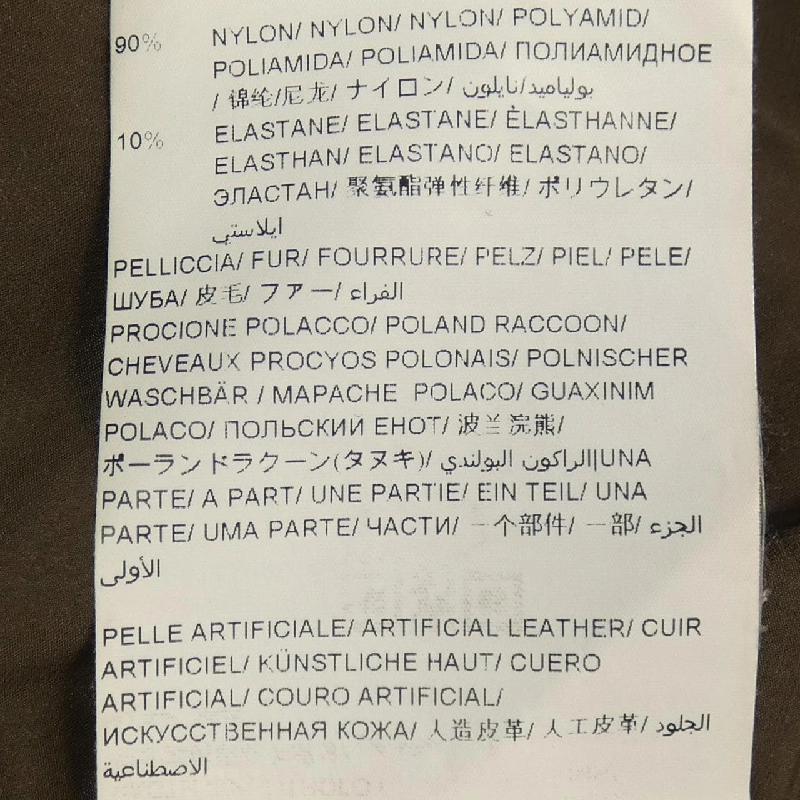 90% NYLON/ NYLON/ NYLON/ POLYAMID/
POLIAMIDA/ POLIAMIDA/ ПОЛИАМИДНОЕ
/ 锦纶/尼龙/ ナイロン/ بولياميد/نايلون
10% ELASTANE/ ELASTANE/ ÈLASTHANNE/
ELASTHAN/ ELASTANO/ ELASTANO/
ЭЛАСТАН/ 聚氨酯弹性纤维/ ポリウレタン/
ايلاستي
PELLICCIA/ FUR/ FOURRURE/ PELZ/ PIEL/ PELE/
ШУБА/ 皮毛/ ファー/ الفراء
PROCIONE POLACCO/ POLAND RACCOON/
CHEVEAUX PROCYOS POLONAIS/ POLNISCHER
WASCHBÄR / MAPACHE POLACO/ GUAXINIM
POLACO/ ПОЛЬСКИЙ ЕНОТ/ 波兰浣熊/
ポーランドラクーン(タヌキ)/ الراكون البولندي|UNA
PARTE/ A PART/ UNE PARTIE/ EIN TEIL/ UNA
PARTE/ UMA PARTE/ ЧАСТИ/ 一个部件/ 一部/ الجزء
الأولى
PELLE ARTIFICIALE/ ARTIFICIAL LEATHER/ CUIR
ARTIFICIEL/ KÜNSTLICHE HAUT/ CUERO
ARTIFICIAL/ COURO ARTIFICIAL/
ИСКУССТВЕННАЯ КОЖА/ 人造皮革/ 人工皮革/ الجلود
الاصطناعية